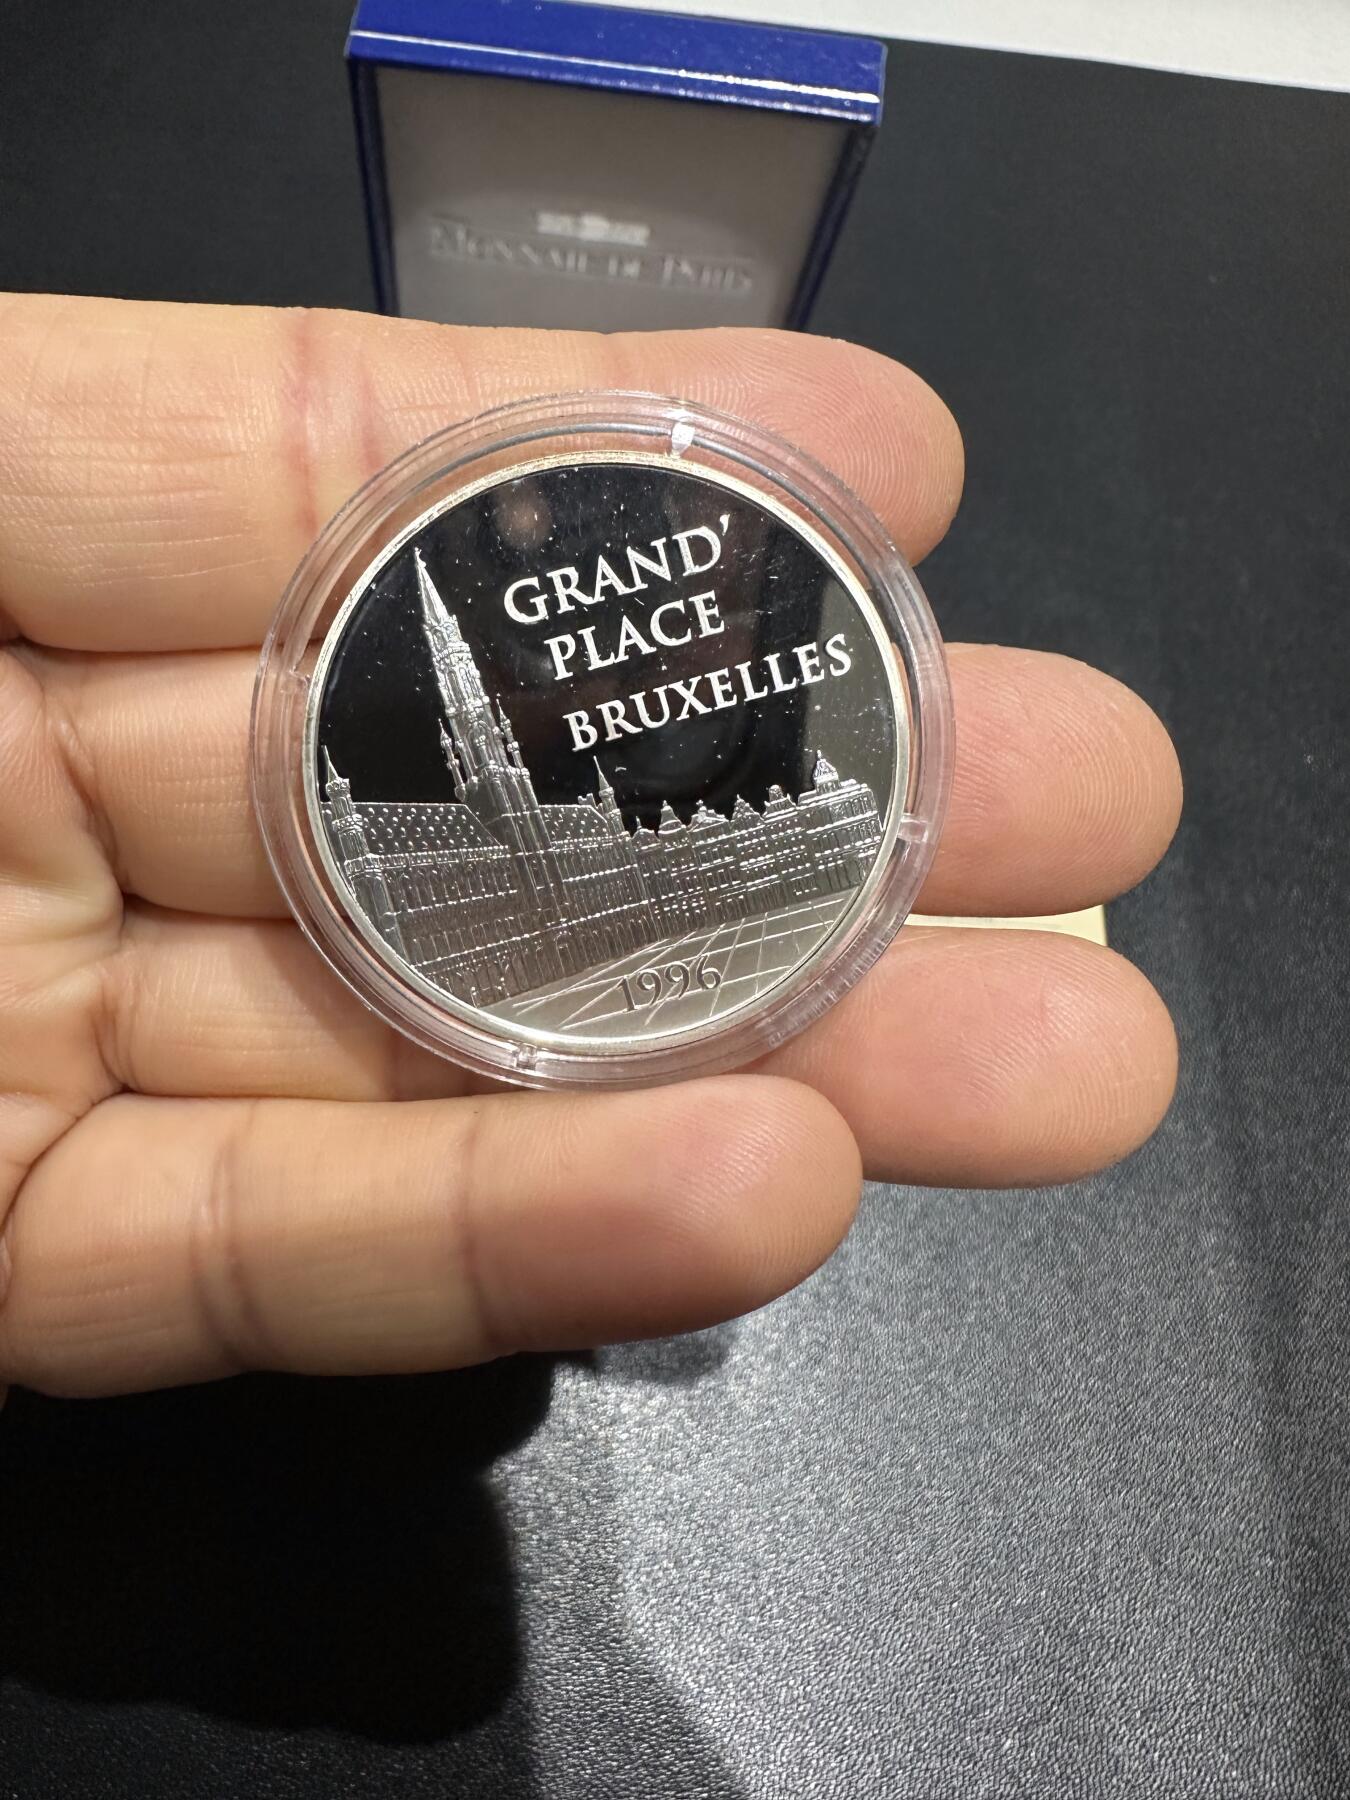 MONNAIE DE PARIS
GRAND'
PLACE
BRUXELLES
1996